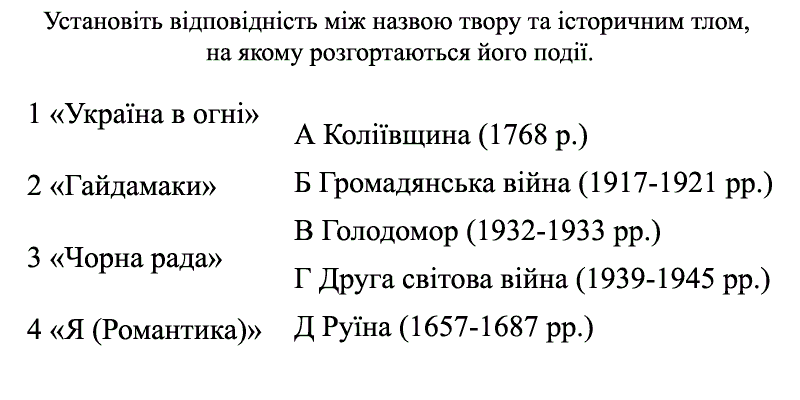 Установіть відповідність між назвою твору та історичним тлом,
на якому розгортаються його події.
1 «Україна в огні»
2 «Гайдамаки»
3 «Чорна рада»
4 «Я (Романтика)»
А Коліївщина (1768 р.)
Б Громадянська війна (1917-1921 рр.)
В Голодомор (1932-1933 рр.)
Г Друга світова війна (1939-1945 рр.)
Д Руїна (1657-1687 рр.)